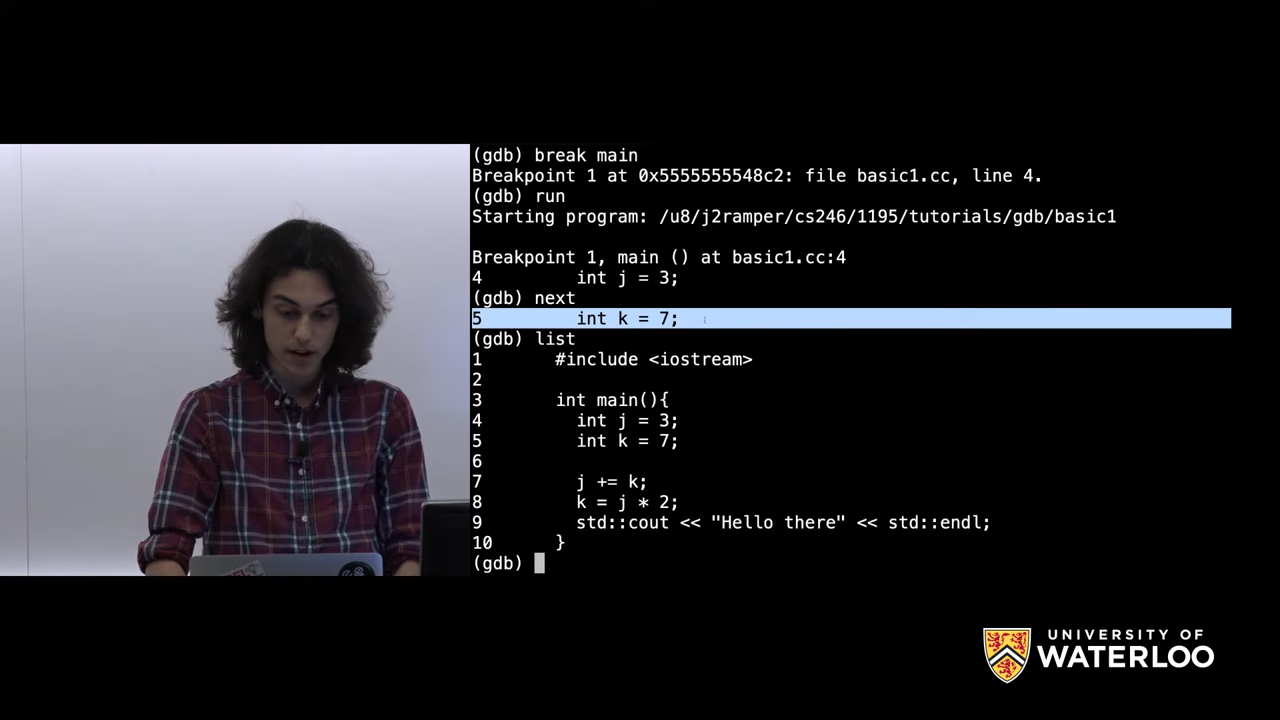 (gdb) break main
Breakpoint 1 at 0x5555555548c2: file basic1.cc, line 4.
(gdb) run
Starting program: /u8/j2ramper/cs246/1195/tutorials/gdb/basic1
Breakpoint 1, main () at basic1.cc:4
4 int j = 3;
(gdb) next
5 int k = 7;
(gdb) list
1 #include <iostream>
2
3 int main(){
4 int j = 3;
5 int k = 7;
6
7 j += k;
8 k = j * 2;
9 std::cout << "Hello there" << std::endl;
10 }
(gdb)
UNIVERSITY OF
WATERLOO